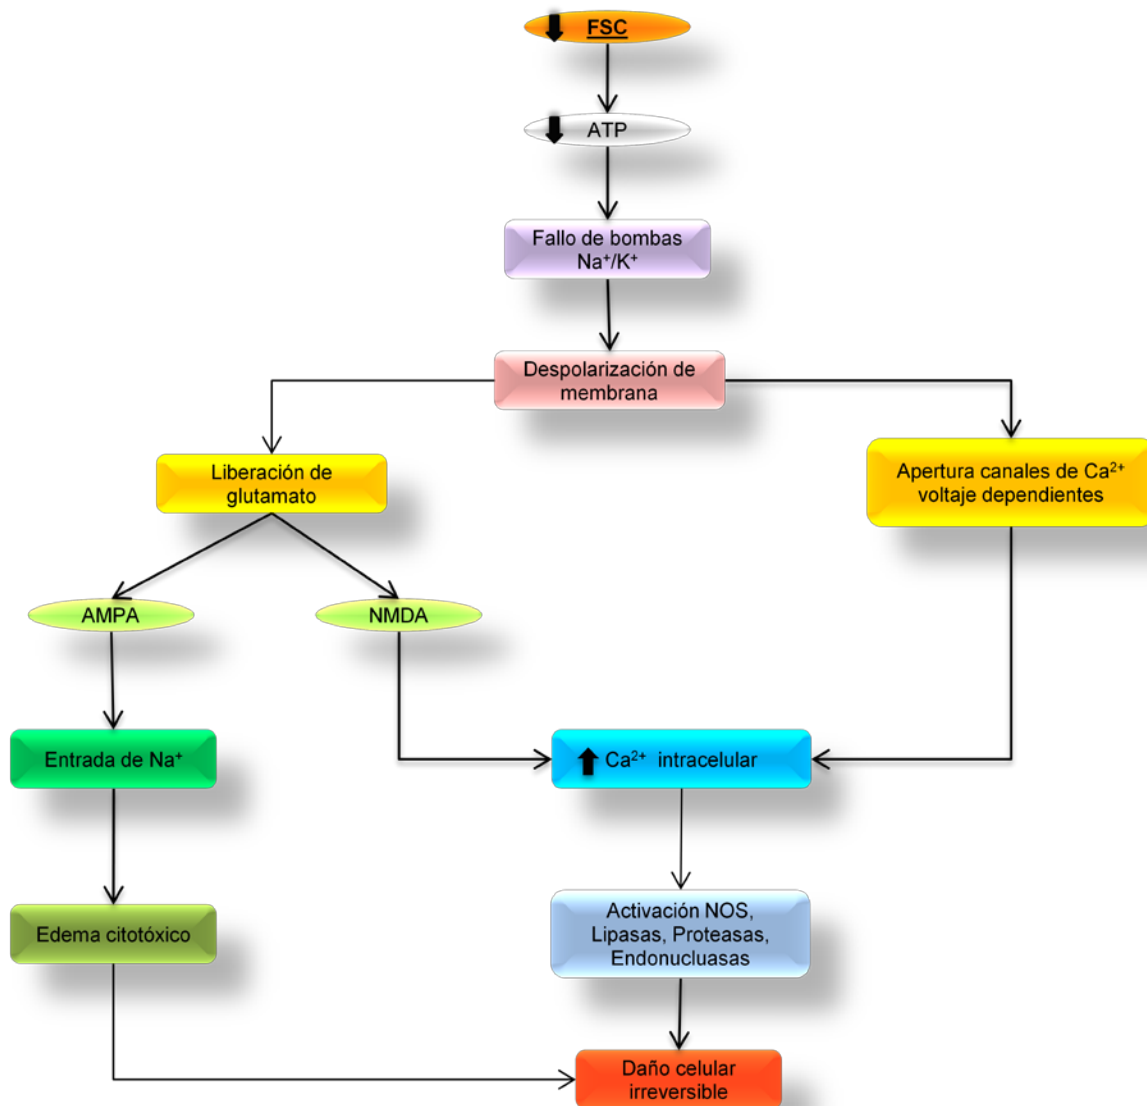 FSC
ATP
Fallo de bombas
Na⁺/K⁺
Despolarización de
membrana
Liberación de
glutamato
Apertura canales de Ca²⁺
voltaje dependientes
AMPA
NMDA
Entrada de Na⁺
Ca²⁺ intracelular
Edema citotóxico
Activación NOS,
Lipasas, Proteasas,
Endonucluasas
Daño celular
irreversible